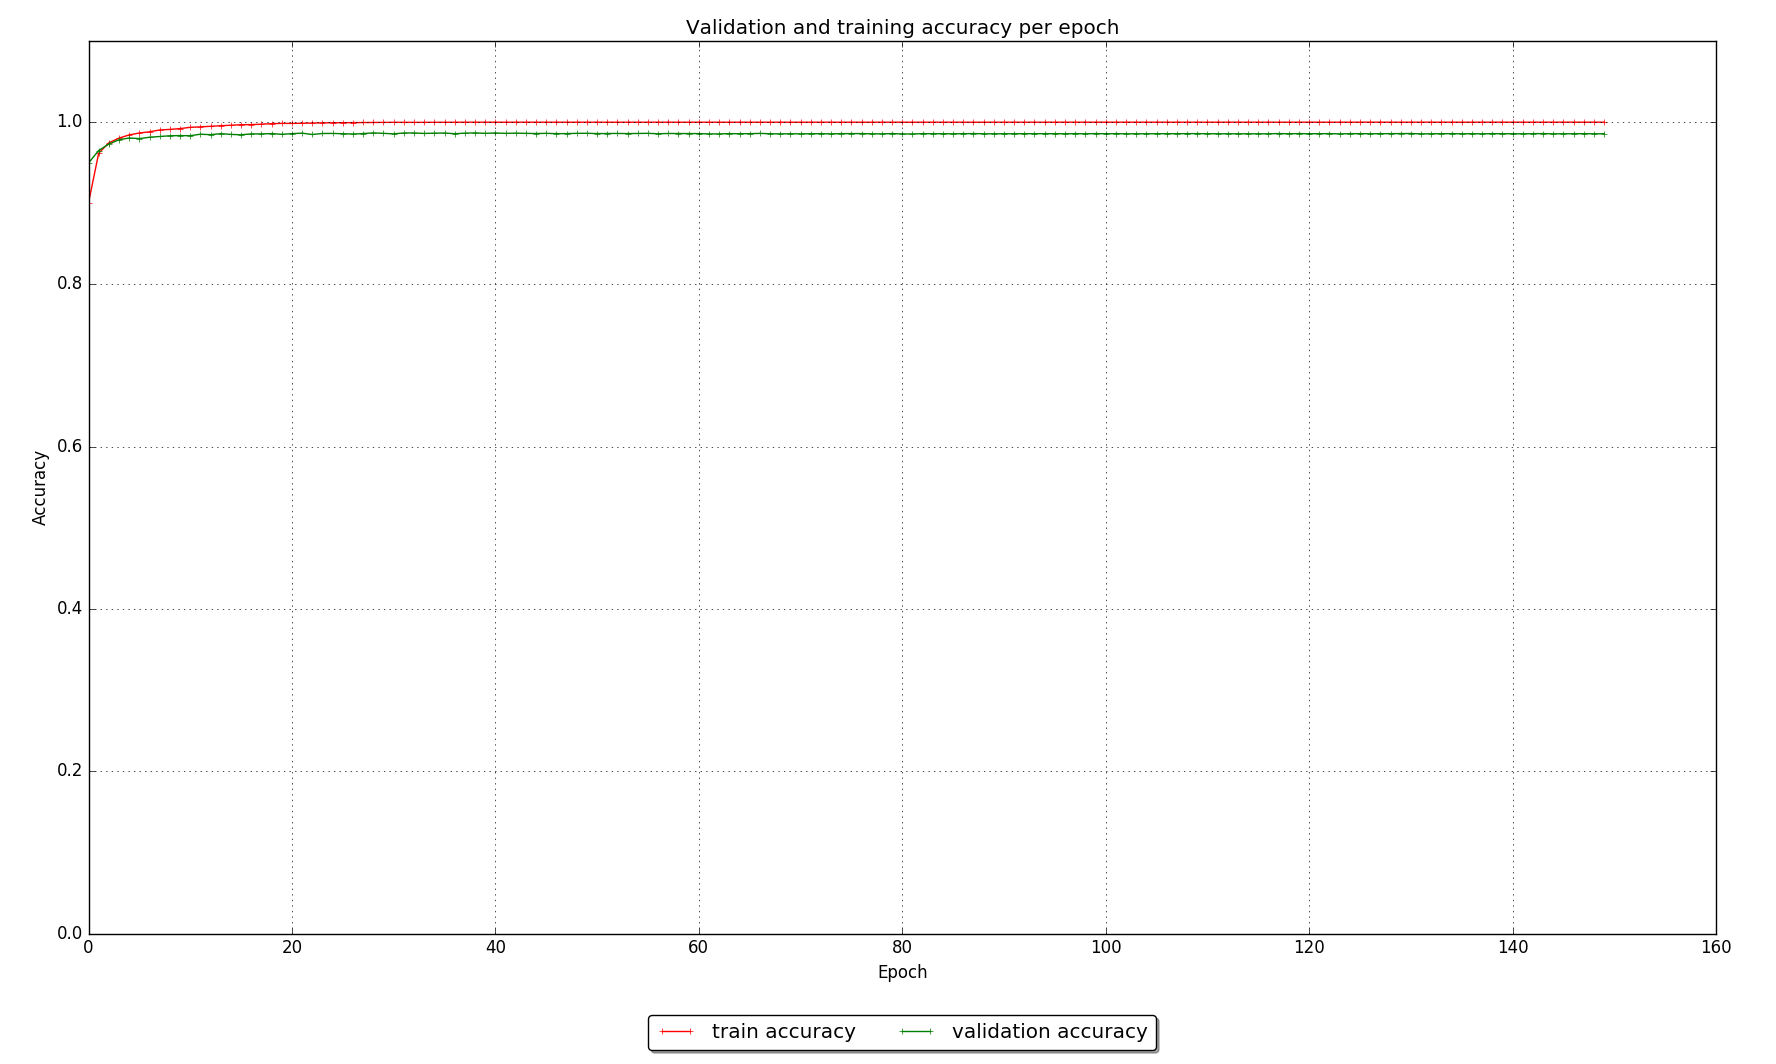 Validation and training accuracy per epoch
1.0
0.8
0.6
0.4
0.2
0.0
Accuracy
0 20 40 60 80 100 120 140 160
Epoch
train accuracy validation accuracy